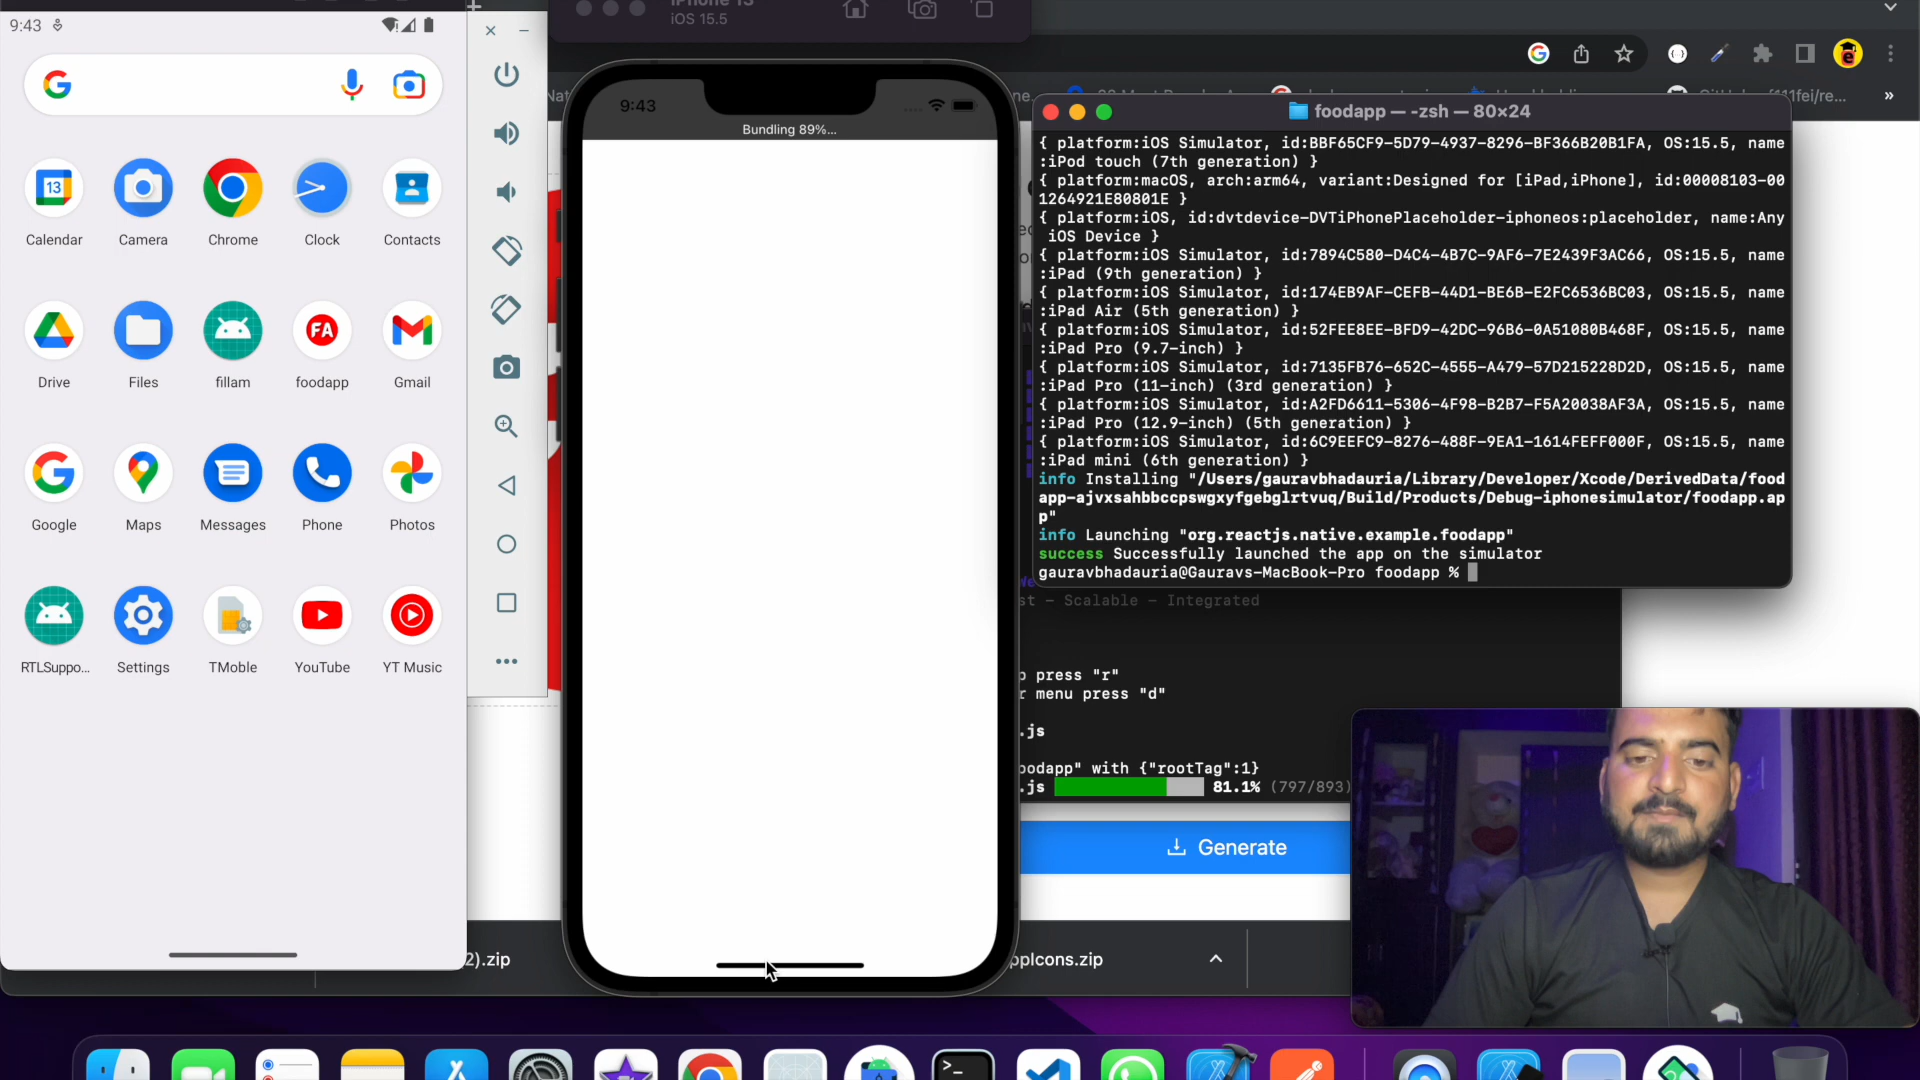 9:43
Calendar
Camera
Chrome
Clock
Contacts
Drive
Files
fillam
foodapp
Gmail
Google
Maps
Messages
Phone
Photos
RTLSuppo...
Settings
TMoble
YouTube
YT Music
13
FA
iPhone 13
iOS 15.5
9:43
Bundling 89%...
foodapp — -zsh — 80×24
{ platform:iOS Simulator, id:BBF65CF9-5D79-4937-8296-BF366B20B1FA, OS:15.5, name
:iPod touch (7th generation) }
{ platform:macOS, arch:arm64, variant:Designed for [iPad,iPhone], id:00008103-00
1264921E80801E }
{ platform:iOS, id:dvtdevice-DVTiPhonePlaceholder-iphoneos:placeholder, name:Any
iOS Device }
{ platform:iOS Simulator, id:7894C580-D4C4-4B7C-9AF6-7E2439F3AC66, OS:15.5, name
:iPad (9th generation) }
{ platform:iOS Simulator, id:174EB9AF-CEFB-44D1-BE6B-E2FC6536BC03, OS:15.5, name
:iPad Air (5th generation) }
{ platform:iOS Simulator, id:52FEE8EE-BFD9-42DC-96B6-0A51080B468F, OS:15.5, name
:iPad Pro (9.7-inch) }
{ platform:iOS Simulator, id:7135FB76-652C-4555-A479-57D215228D2D, OS:15.5, name
:iPad Pro (11-inch) (3rd generation) }
{ platform:iOS Simulator, id:A2FD6611-5306-4F98-B2B7-F5A20038AF3A, OS:15.5, name
:iPad Pro (12.9-inch) (5th generation) }
{ platform:iOS Simulator, id:6C9EEFC9-8276-488F-9EA1-1614FEFF000F, OS:15.5, name
:iPad mini (6th generation) }
info Installing "/Users/gauravbhadauria/Library/Developer/Xcode/DerivedData/food
app-ajvxsahbbccpswgxyfgebglrtvuq/Build/Products/Debug-iphonesimulator/foodapp.ap
p"
info Launching "org.reactjs.native.example.foodapp"
success Successfully launched the app on the simulator
gauravbhadauria@Gauravs-MacBook-Pro foodapp %
st - Scalable - Integrated
p press "r"
r menu press "d"
.js
oodapp" with {"rootTag":1}
.js 81.1% (797/893)
Generate
2).zip
ppIcons.zip